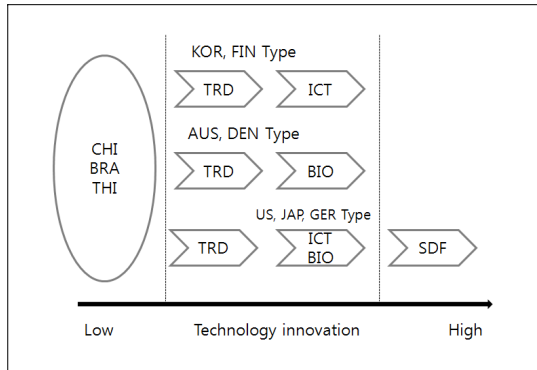 KOR, FIN Type
TRD
ICT
CHI
BRA
THI
AUS, DEN Type
TRD
BIO
US, JAP, GER Type
TRD
ICT
BIO
SDF
Low
Technology innovation
High